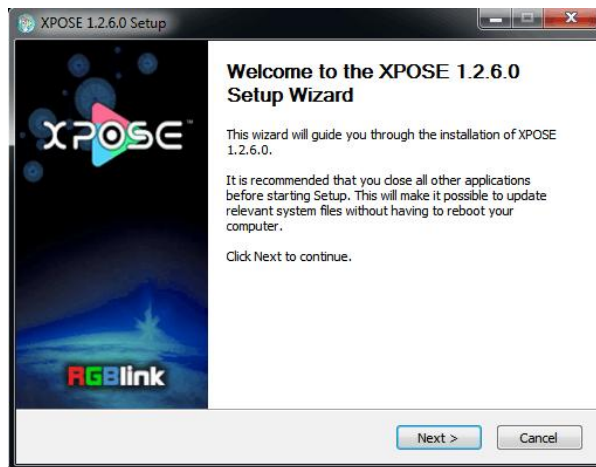 XPOSE 1.2.6.0 Setup
XPOSE™
Welcome to the XPOSE 1.2.6.0
Setup Wizard
This wizard will guide you through the installation of XPOSE
1.2.6.0.
It is recommended that you close all other applications
before starting Setup. This will make it possible to update
relevant system files without having to reboot your
computer.
Click Next to continue.
RGBlink
Next >
Cancel